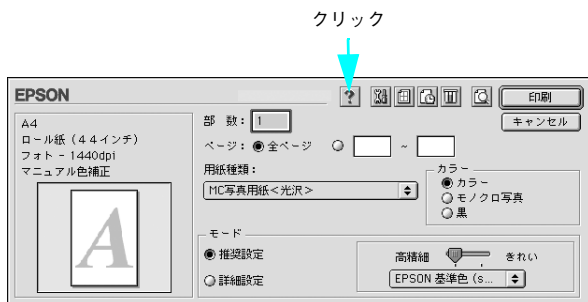 クリック
EPSON
?
印刷
キャンセル
A4
ロール紙（44インチ）
フォト - 1440dpi
マニュアル色補正
A
部 数： 1
ページ： 全ページ ～
用紙種類：
MC写真用紙＜光沢＞
カラー
カラー
モノクロ写真
黒
モード
推奨設定
詳細設定
高精細 きれい
EPSON 基準色 (s...